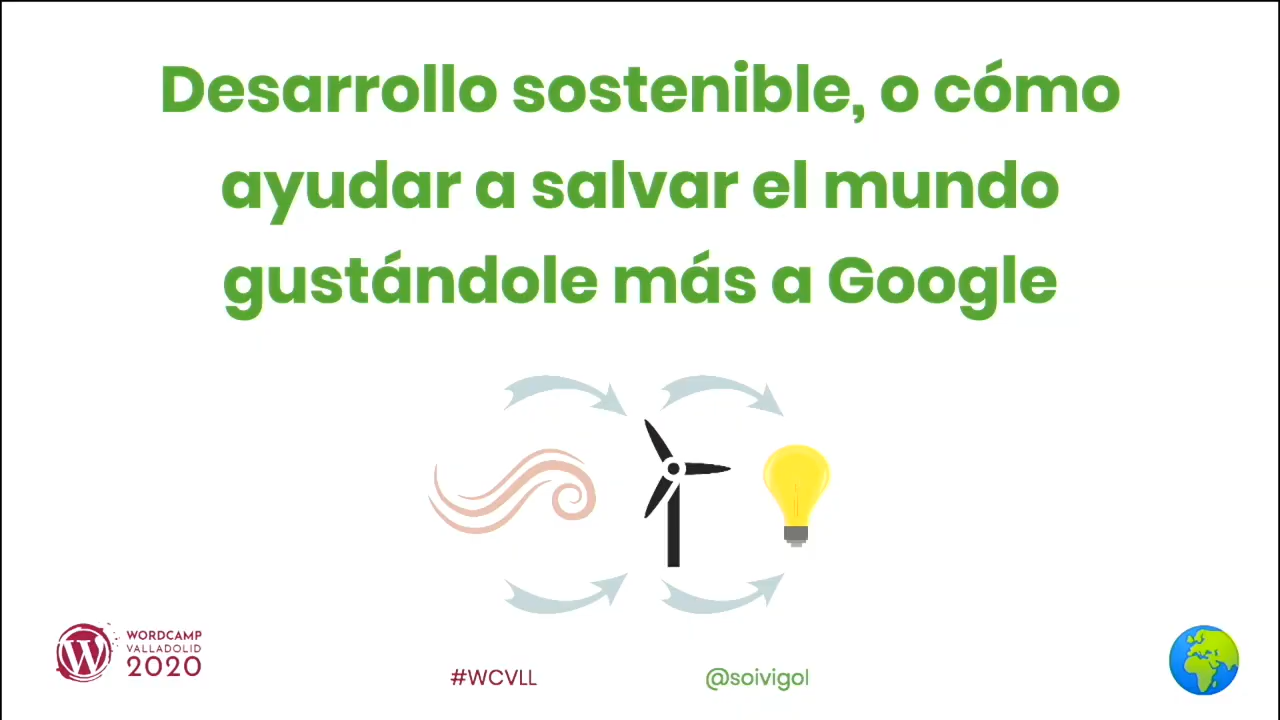 Desarrollo sostenible, o cómo
ayudar a salvar el mundo
gustándole más a Google
WORDCAMP
VALLADOLID
2020
#WCVLL
@soivigol